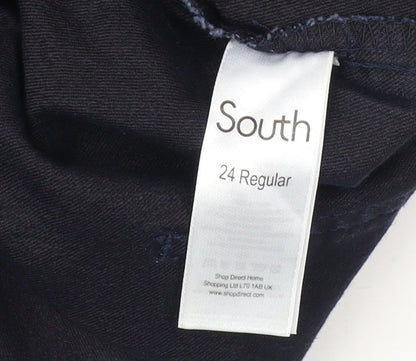 South
24 Regular
Shop Direct Home
Shopping Ltd L70 1AB UK
www.shopdirect.com